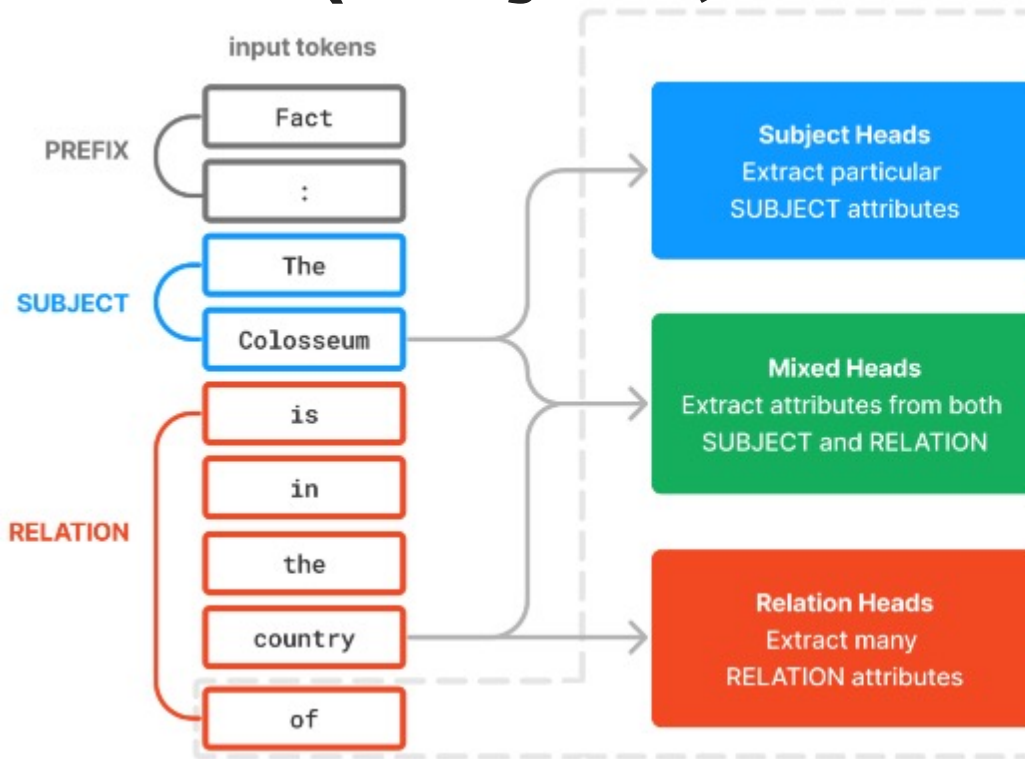 input tokens
PREFIX
Fact
:
SUBJECT
The
Colosseum
RELATION
is
in
the
country
of
Subject Heads
Extract particular
SUBJECT attributes
Mixed Heads
Extract attributes from both
SUBJECT and RELATION
Relation Heads
Extract many
RELATION attributes